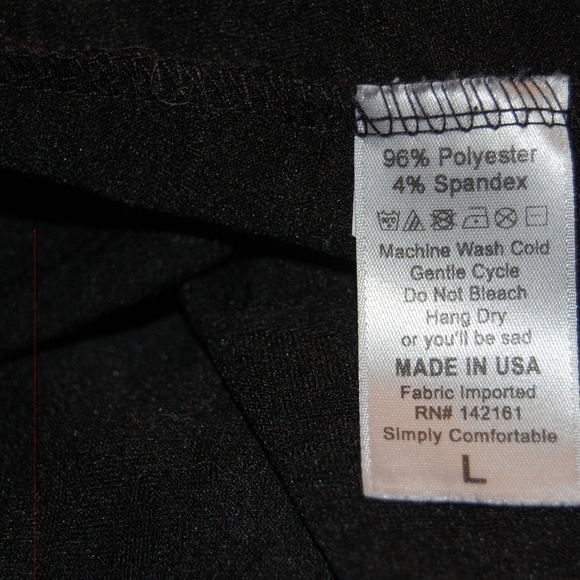 96% Polyester
4% Spandex
Machine Wash Cold
Gentle Cycle
Do Not Bleach
Hang Dry
or you'll be sad
MADE IN USA
Fabric Imported
RN# 142161
Simply Comfortable
L